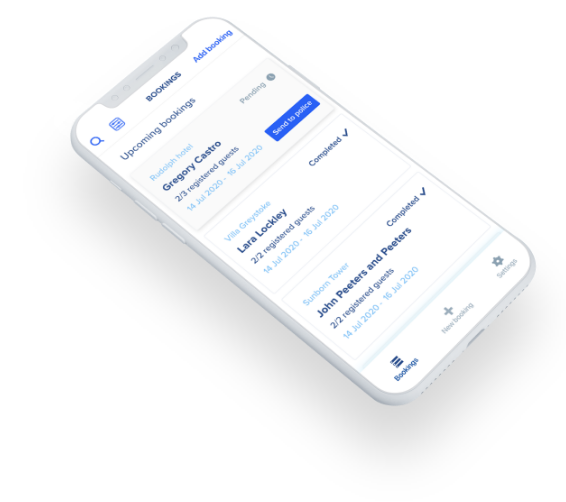 BOOKINGS
Add booking
Upcoming bookings
Rudolph hotel
Pending
Gregory Castro
2/3 registered guests
14 Jul 2020 - 16 Jul 2020
Send to police
Villa Greystoke
Completed
Lara Lockley
2/2 registered guests
14 Jul 2020 - 16 Jul 2020
Sunborn Tower
Completed
John Peeters and Peeters
2/2 registered guests
14 Jul 2020 - 16 Jul 2020
Bookings
New booking
Settings